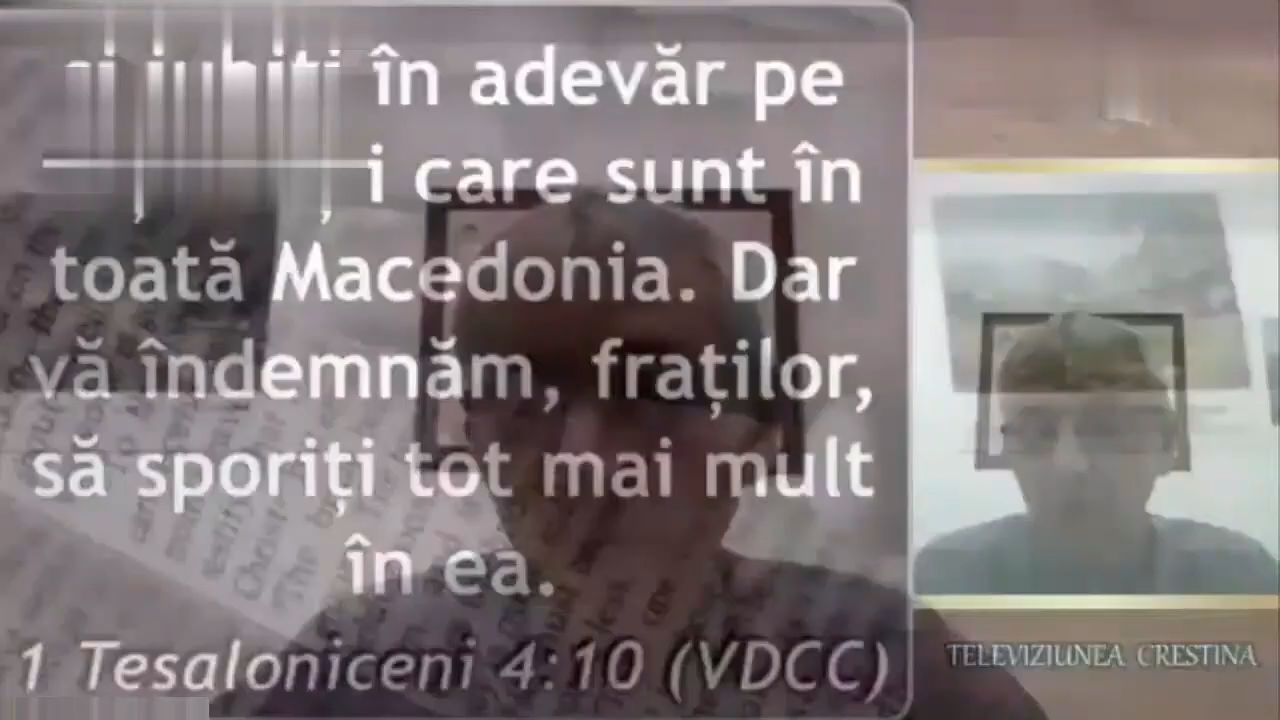 în adevăr pe
i care sunt în
toată Macedonia. Dar
vă îndemnăm, fraților,
să sporiți tot mai mult
în ea.
1 Tesaloniceni 4:10 (VDCC)
TELEVIZIUNEA CRESTINA